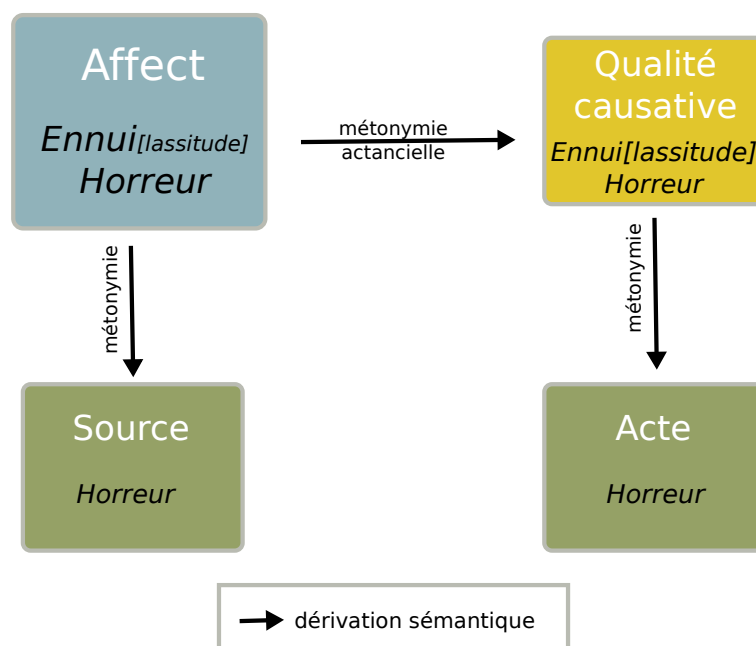 Affect
Ennui[lassitude]
Horreur
métonymie
actancielle
Qualité
causative
Ennui[lassitude]
Horreur
métonymie
métonymie
Source
Horreur
Acte
Horreur
dérivation sémantique